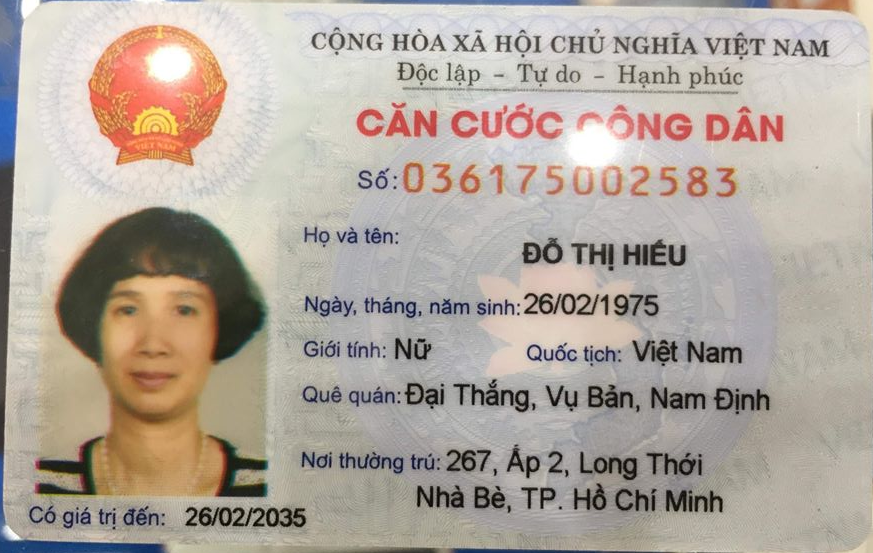 CỘNG HÒA XÃ HỘI CHỦ NGHĨA VIỆT NAM
Độc lập - Tự do - Hạnh phúc
CĂN CƯỚC CÔNG DÂN
Số: 036175002583
Họ và tên:
ĐỖ THỊ HIẾU
Ngày, tháng, năm sinh: 26/02/1975
Giới tính: Nữ Quốc tịch: Việt Nam
Quê quán: Đại Thắng, Vụ Bản, Nam Định
Nơi thường trú: 267, Ấp 2, Long Thới
Nhà Bè, TP. Hồ Chí Minh
Có giá trị đến: 26/02/2035
VIỆT NAM